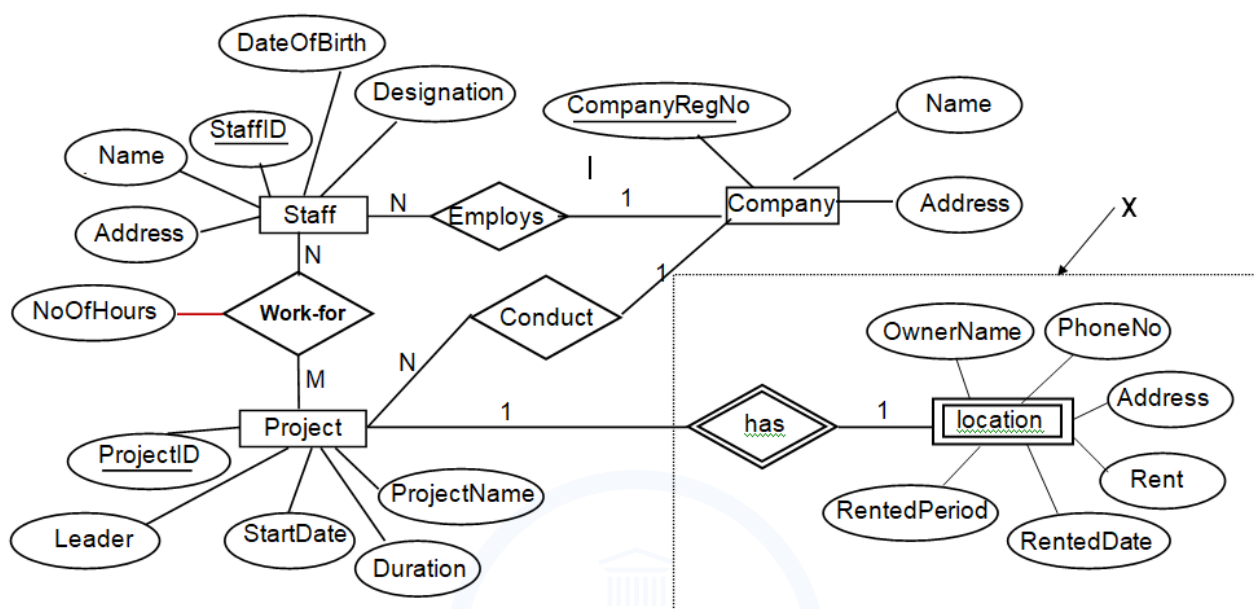 DateOfBirth
Designation
CompanyRegNo
Name
StaffID
Name
I
Staff
N
Employs
1
Company
Address
X
Address
N
1
NoOfHours
Work-for
Conduct
OwnerName
PhoneNo
N
M
Address
1
1
Project
has
location
ProjectID
Rent
ProjectName
RentedPeriod
Leader
StartDate
RentedDate
Duration